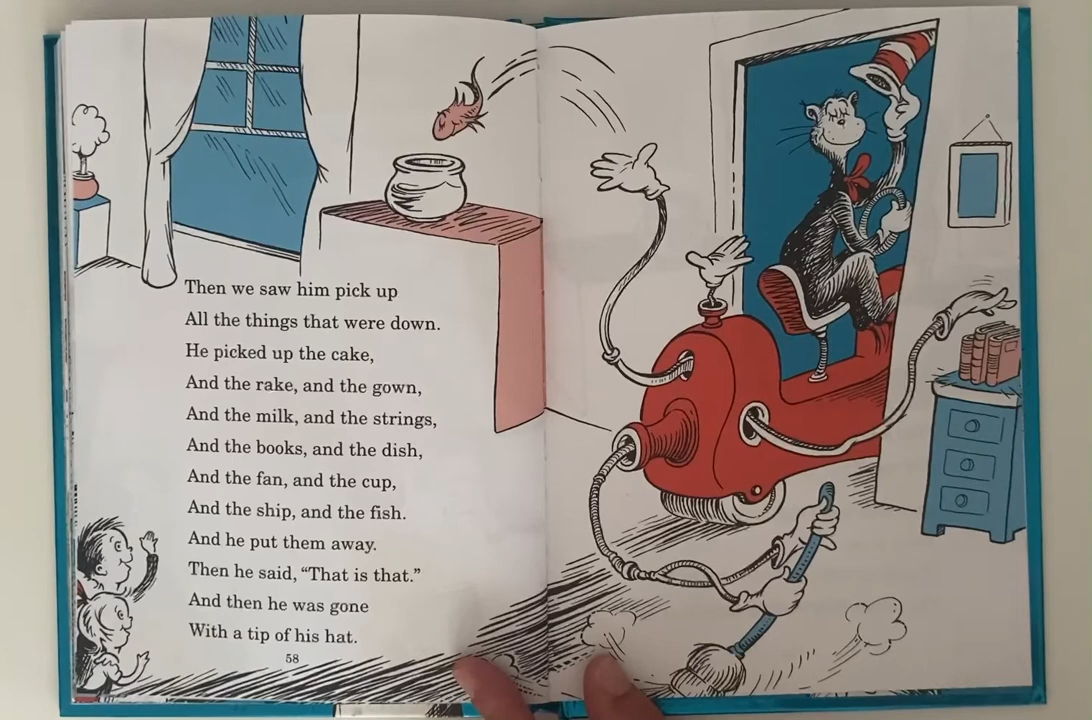 Then we saw him pick up
All the things that were down.
He picked up the cake,
And the rake, and the gown,
And the milk, and the strings,
And the books, and the dish,
And the fan, and the cup,
And the ship, and the fish.
And he put them away.
Then he said, “That is that.”
And then he was gone
With a tip of his hat.
58